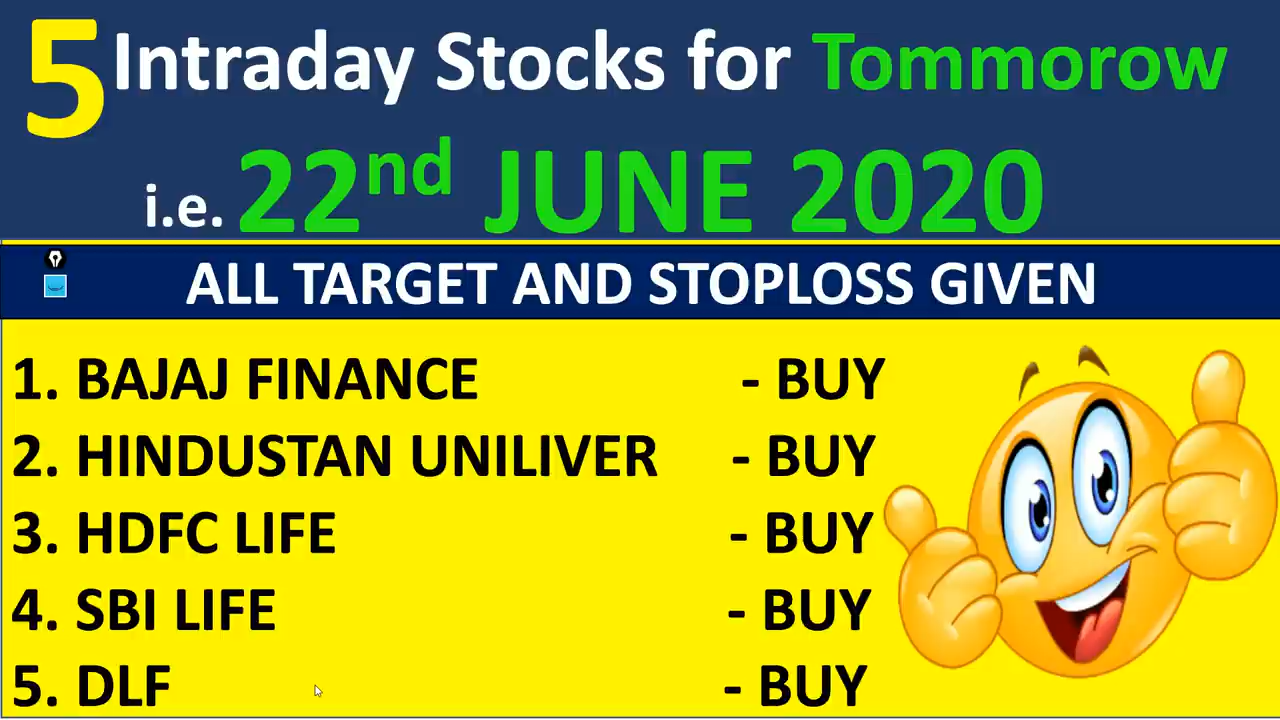 5 Intraday Stocks for Tommorow
i.e. 22nd JUNE 2020
ALL TARGET AND STOPLOSS GIVEN
1. BAJAJ FINANCE - BUY
2. HINDUSTAN UNILIVER - BUY
3. HDFC LIFE - BUY
4. SBI LIFE - BUY
5. DLF - BUY